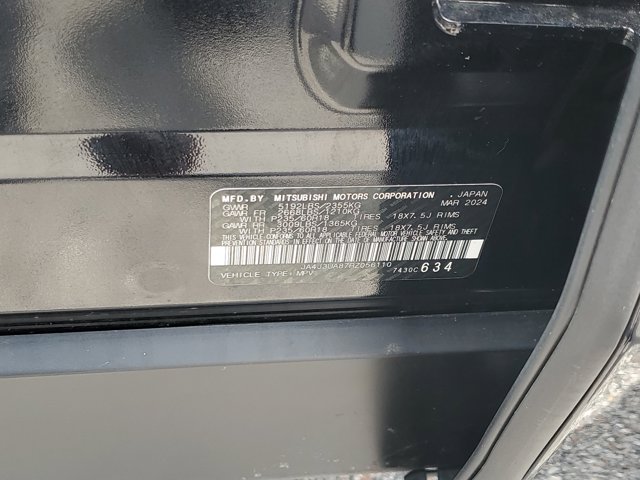 MFD.BY MITSUBISHI MOTORS CORPORATION , JAPAN
GVWR 5192LBS/2355KG MAR 2024
GAWR FR 2668LBS/1210KG
WITH P235/60R18 TIRES 18X7.5J RIMS
GAWR RR 3009LBS/1365KG
WITH P235/60R18 TIRES 18X7.5J RIMS
THIS VEHICLE CONFORMS TO ALL APPLICABLE FEDERAL MOTOR VEHICLE SAFETY AND
THEFT PREVENTION STANDARDS IN EFFECT ON THE DATE OF MANUFACTURE SHOWN ABOVE.
JA4J3UA87RZ056110
VEHICLE TYPE: MPV 7430C 634